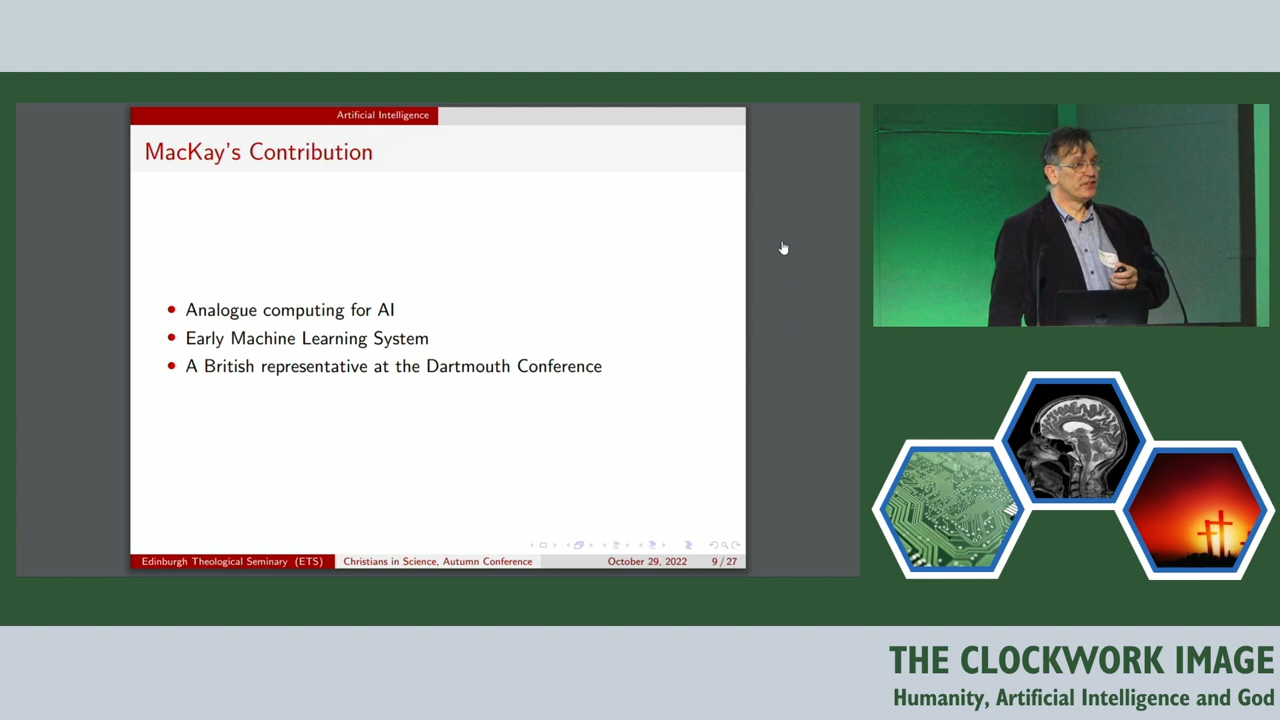 Artificial Intelligence
MacKay's Contribution
• Analogue computing for AI
• Early Machine Learning System
• A British representative at the Dartmouth Conference
Edinburgh Theological Seminary (ETS) Christians in Science, Autumn Conference October 29, 2022 9 / 27
THE CLOCKWORK IMAGE
Humanity, Artificial Intelligence and God